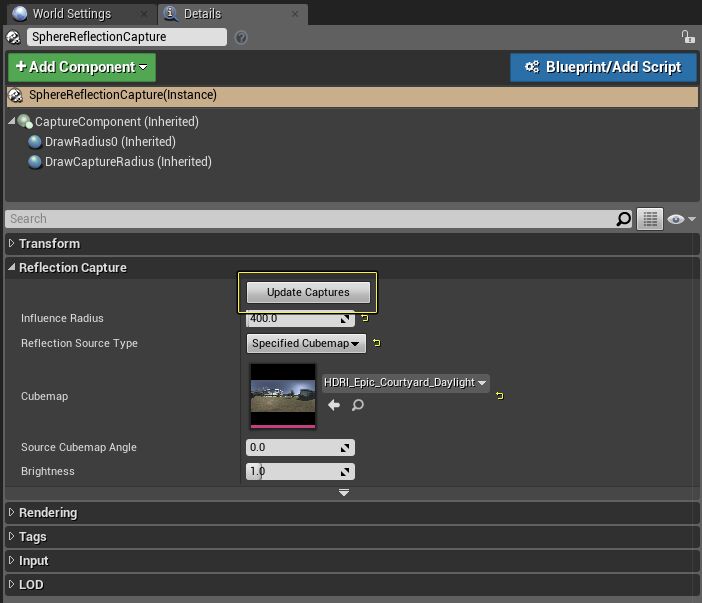 World Settings
Details
SphereReflectionCapture
Add Component
Blueprint/Add Script
SphereReflectionCapture(Instance)
CaptureComponent (Inherited)
DrawRadius0 (Inherited)
DrawCaptureRadius (Inherited)
Search
Transform
Reflection Capture
Update Captures
Influence Radius 400.0
Reflection Source Type Specified Cubemap
Cubemap HDRI_Epic_Courtyard_Daylight
Source Cubemap Angle 0.0
Brightness 1.0
Rendering
Tags
Input
LOD